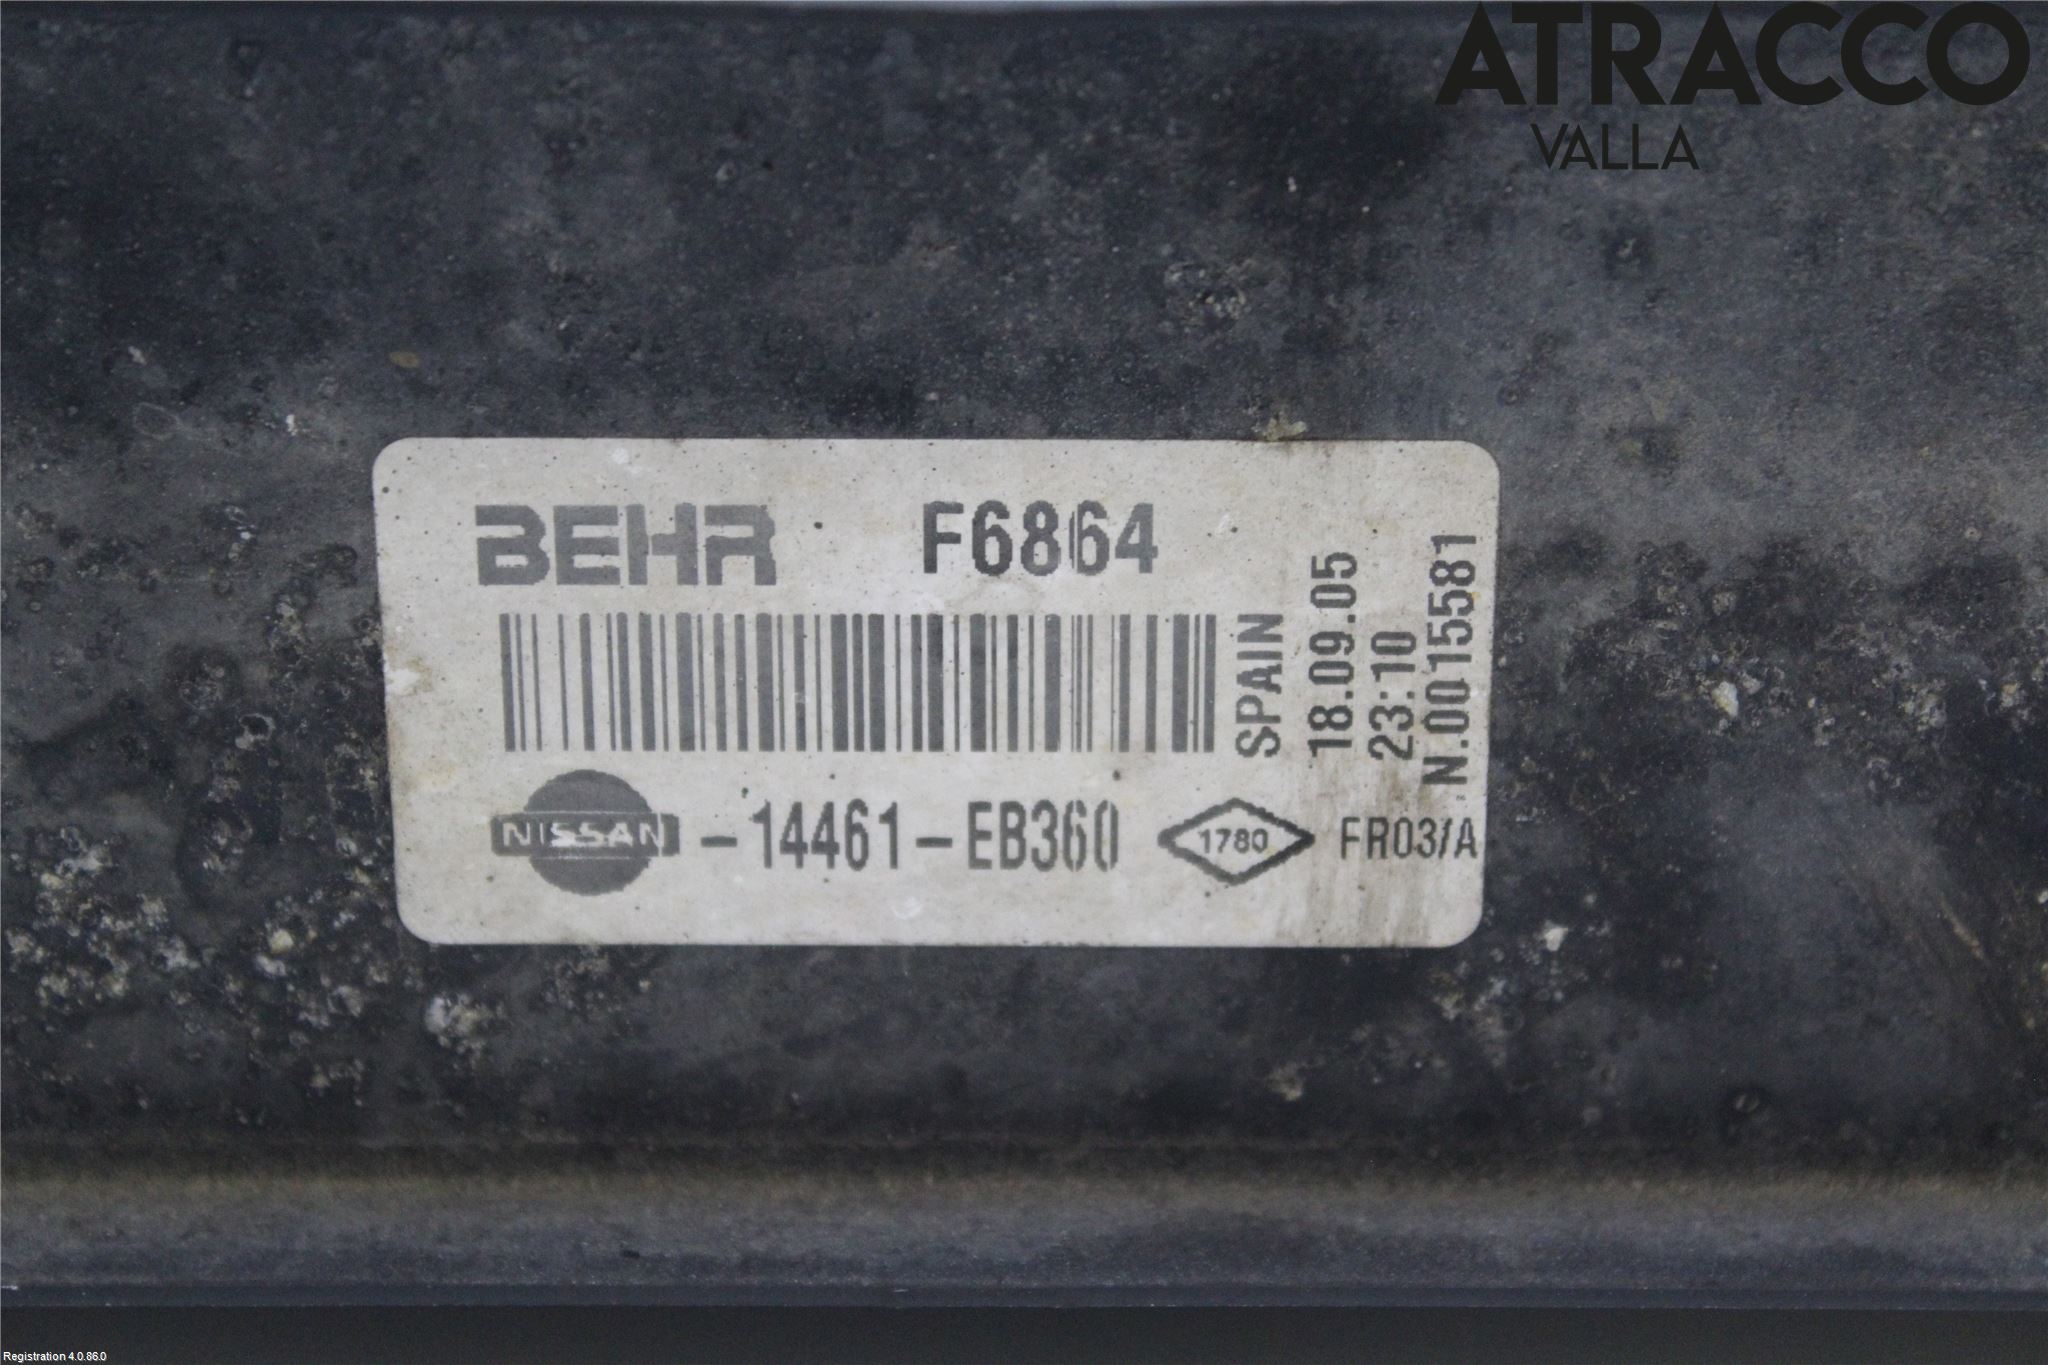 ATRACCO
VALLA
BEHR F6864
SPAIN
18.09.05
23:10
N.0015581
NISSAN -14461-EB360 1780 FR03/A
Registration 4.0.86.0